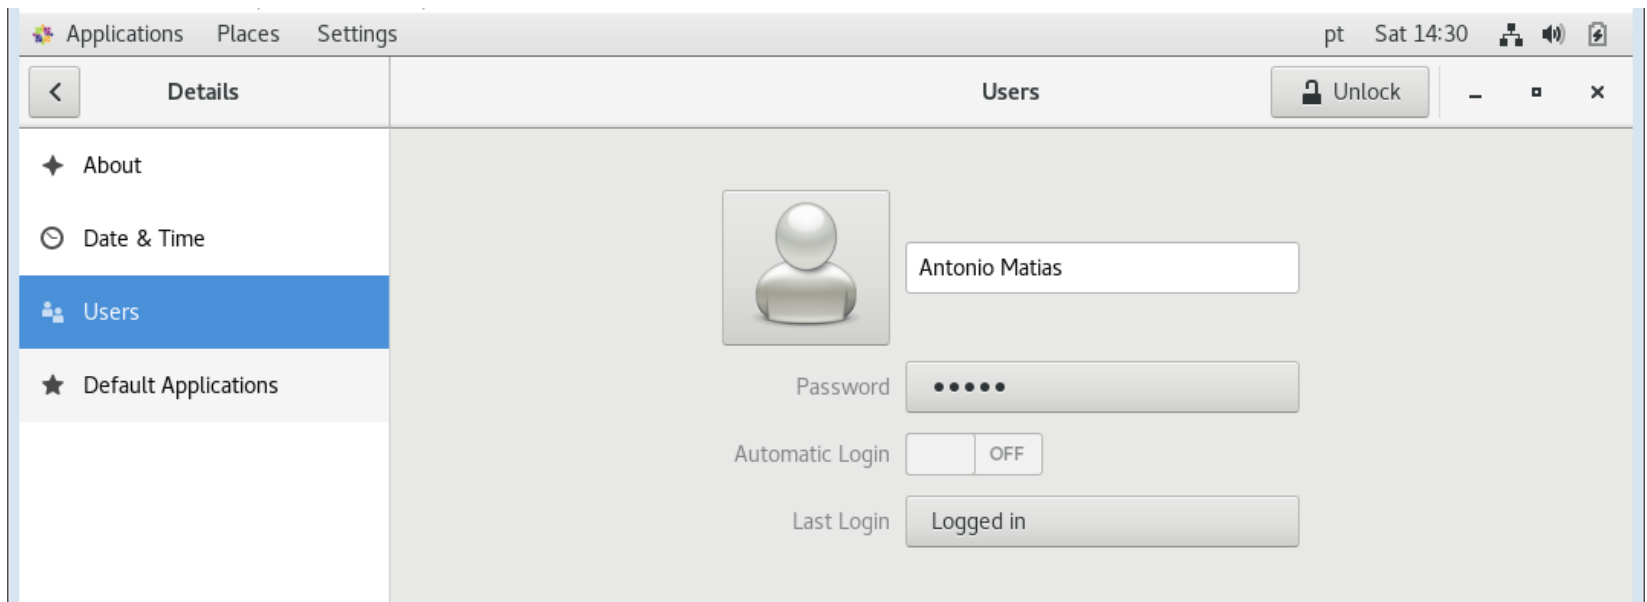 Applications Places Settings pt Sat 14:30
Details Users Unlock
About
Date & Time
Users
Default Applications
Antonio Matias
Password •••••
Automatic Login OFF
Last Login Logged in